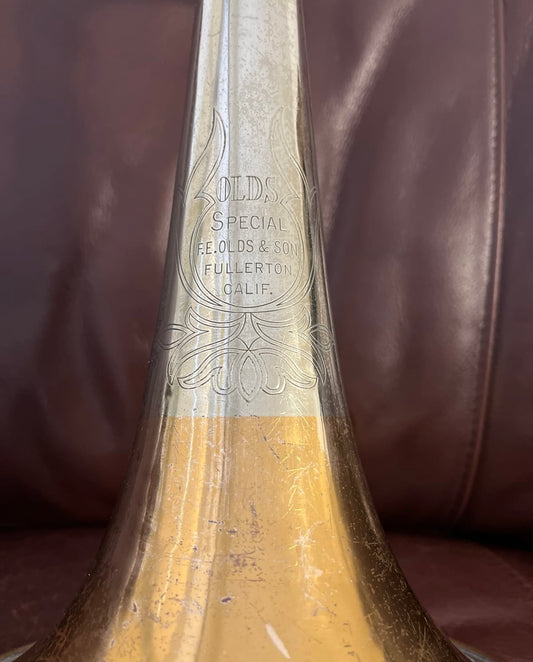 OLDS
SPECIAL
F.E.OLDS & SON
FULLERTON
CALIF.